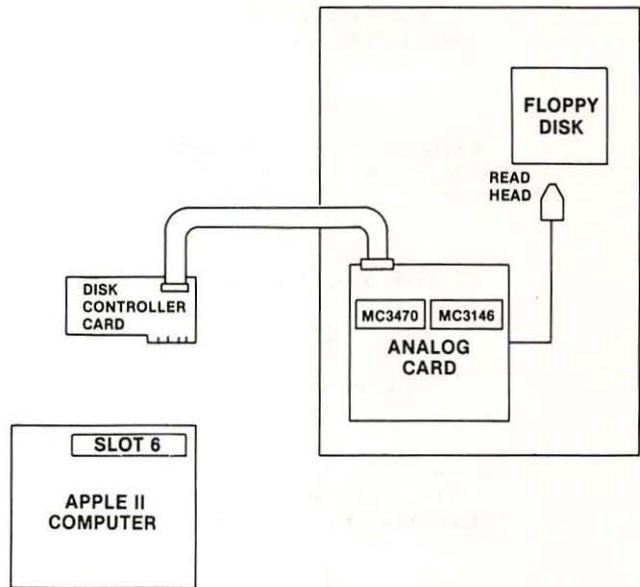 FLOPPY
DISK
READ
HEAD
DISK
CONTROLLER
CARD
MC3470
MC3146
ANALOG
CARD
SLOT 6
APPLE II
COMPUTER